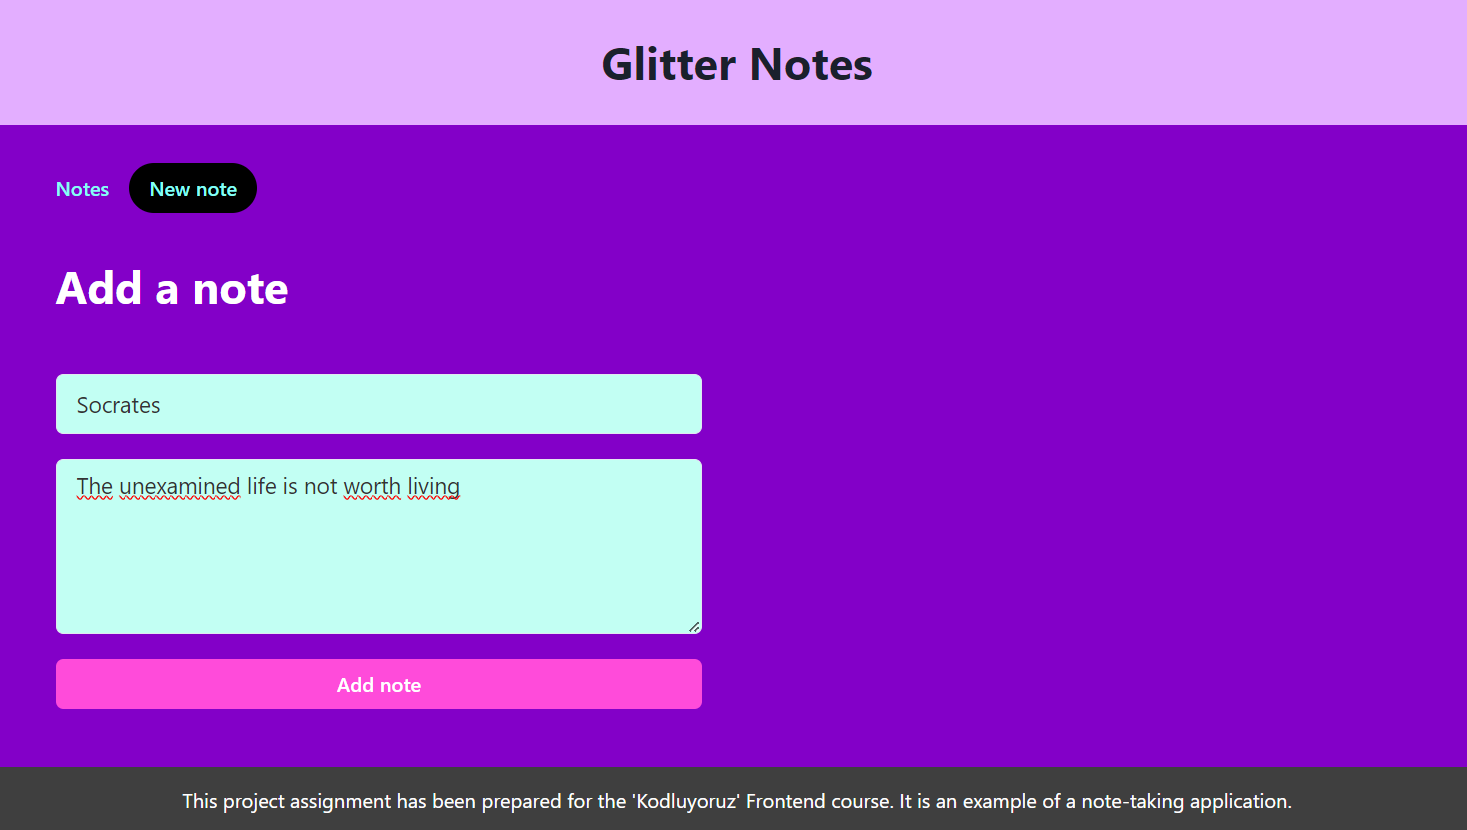 Glitter Notes
Notes New note
Add a note
Socrates
The unexamined life is not worth living
Add note
This project assignment has been prepared for the 'Kodluyoruz' Frontend course. It is an example of a note-taking application.